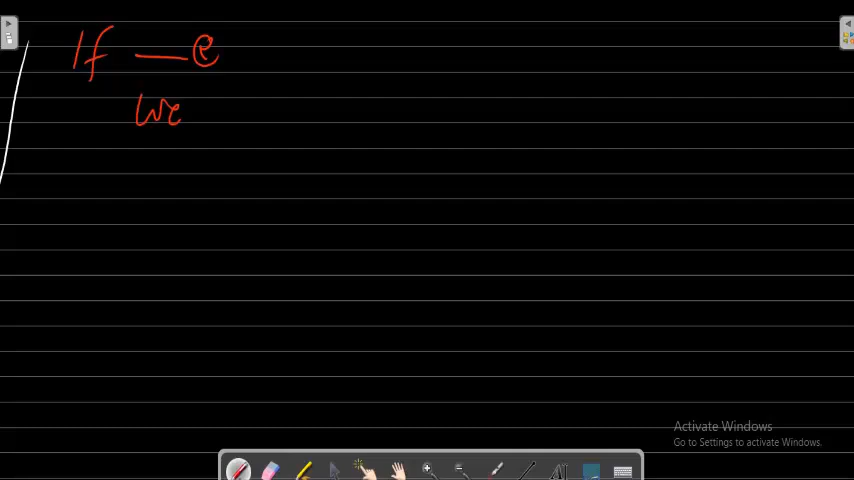 If — e
we
Activate Windows
Go to Settings to activate Windows.